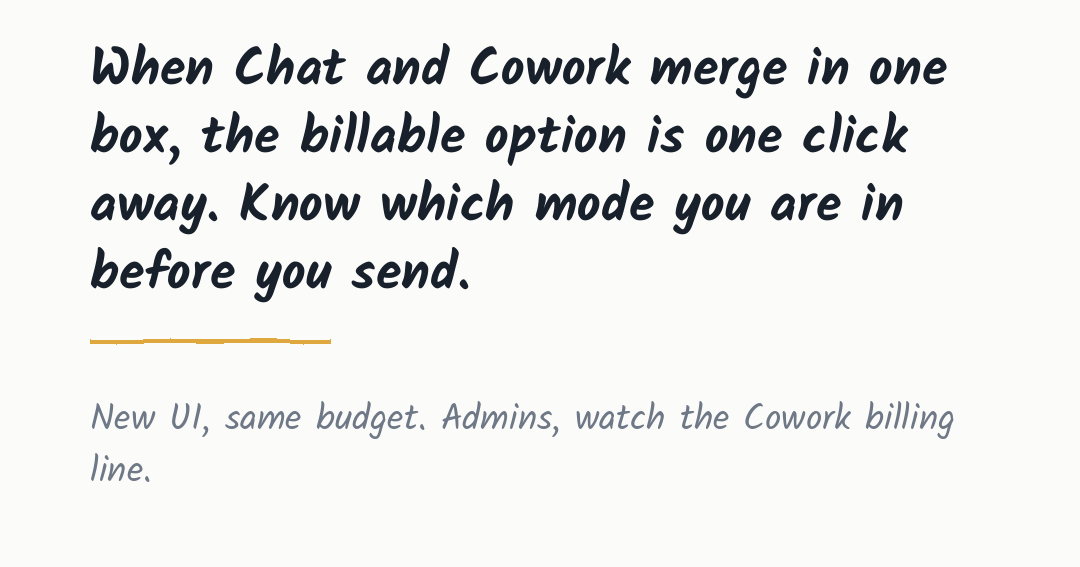 When Chat and Cowork merge in one
box, the billable option is one click
away. Know which mode you are in
before you send.
New UI, same budget. Admins, watch the Cowork billing
line.